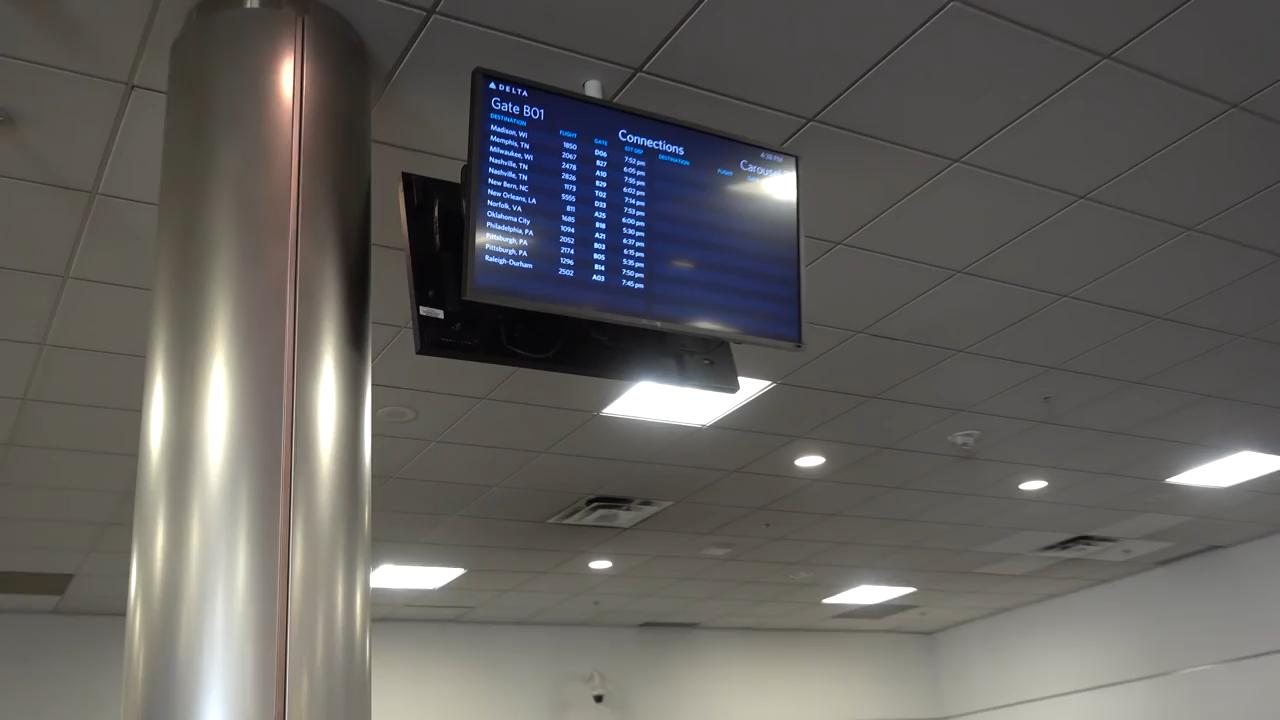 DELTA
Gate B01
Connections
4:38 PM
DESTINATION FLIGHT GATE EST DEP DESTINATION FLIGHT
Madison, WI 1850 D06 7:52 pm
Memphis, TN 2067 B27 6:05 pm
Milwaukee, WI 2478 A10 7:55 pm
Nashville, TN 2826 B29 6:02 pm
Nashville, TN 1173 T02 7:14 pm
New Bern, NC 5555 D33 7:53 pm
New Orleans, LA 811 A25 6:00 pm
Norfolk, VA 1685 B18 5:30 pm
Oklahoma City 1094 A21 6:37 pm
Philadelphia, PA 2052 B03 6:15 pm
Pittsburgh, PA 2174 B05 5:35 pm
Pittsburgh, PA 1296 B14 7:50 pm
Raleigh-Durham 2502 A03 7:45 pm